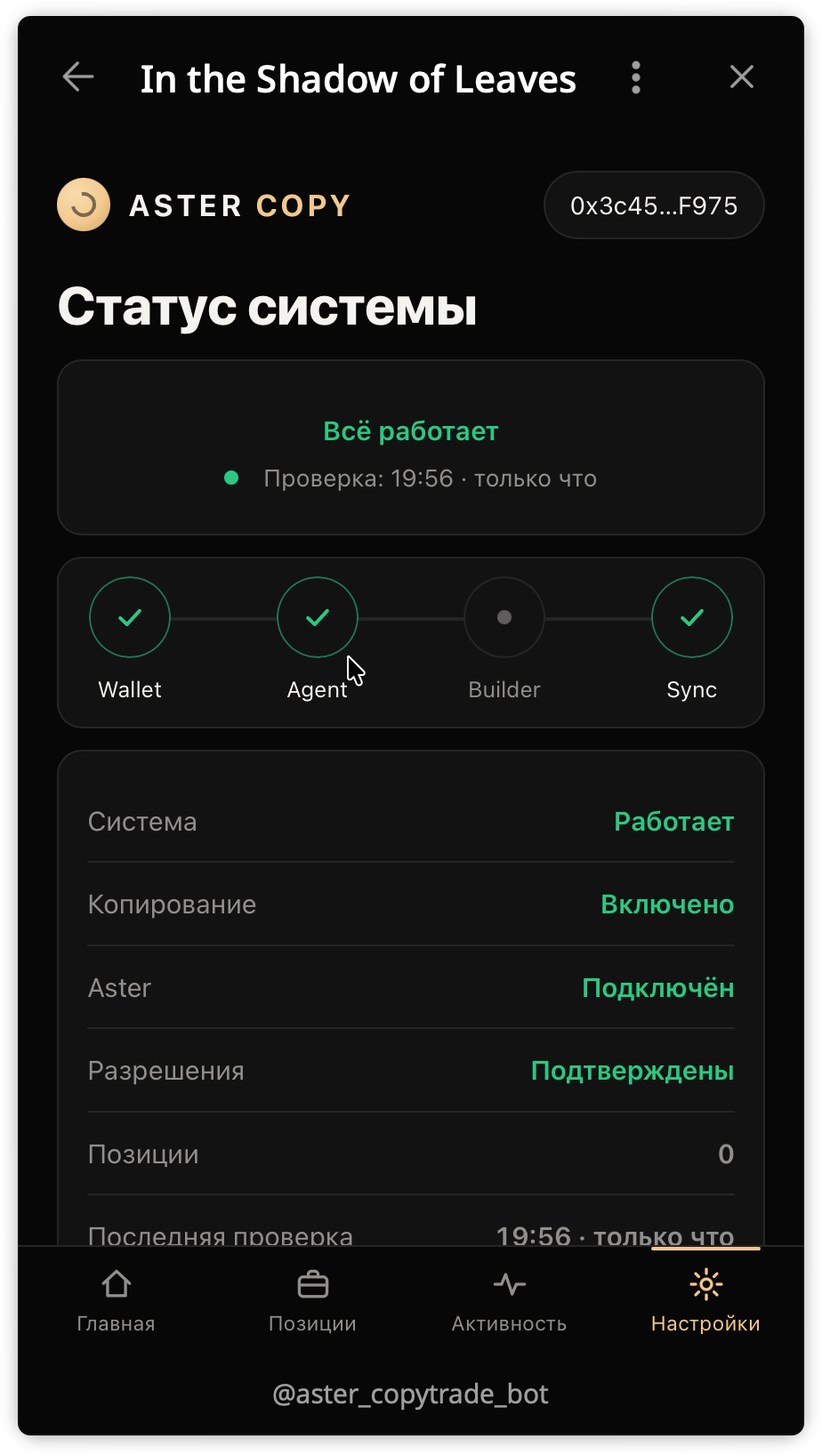 In the Shadow of Leaves
ASTER COPY
0x3c45...F975
Статус системы
Всё работает
Проверка: 19:56 · только что
Wallet
Agent
Builder
Sync
Система Работает
Копирование Включено
Aster Подключён
Разрешения Подтверждены
Позиции 0
Последняя проверка 19:56 · только что
Главная
Позиции
Активность
Настройки
@aster_copytrade_bot